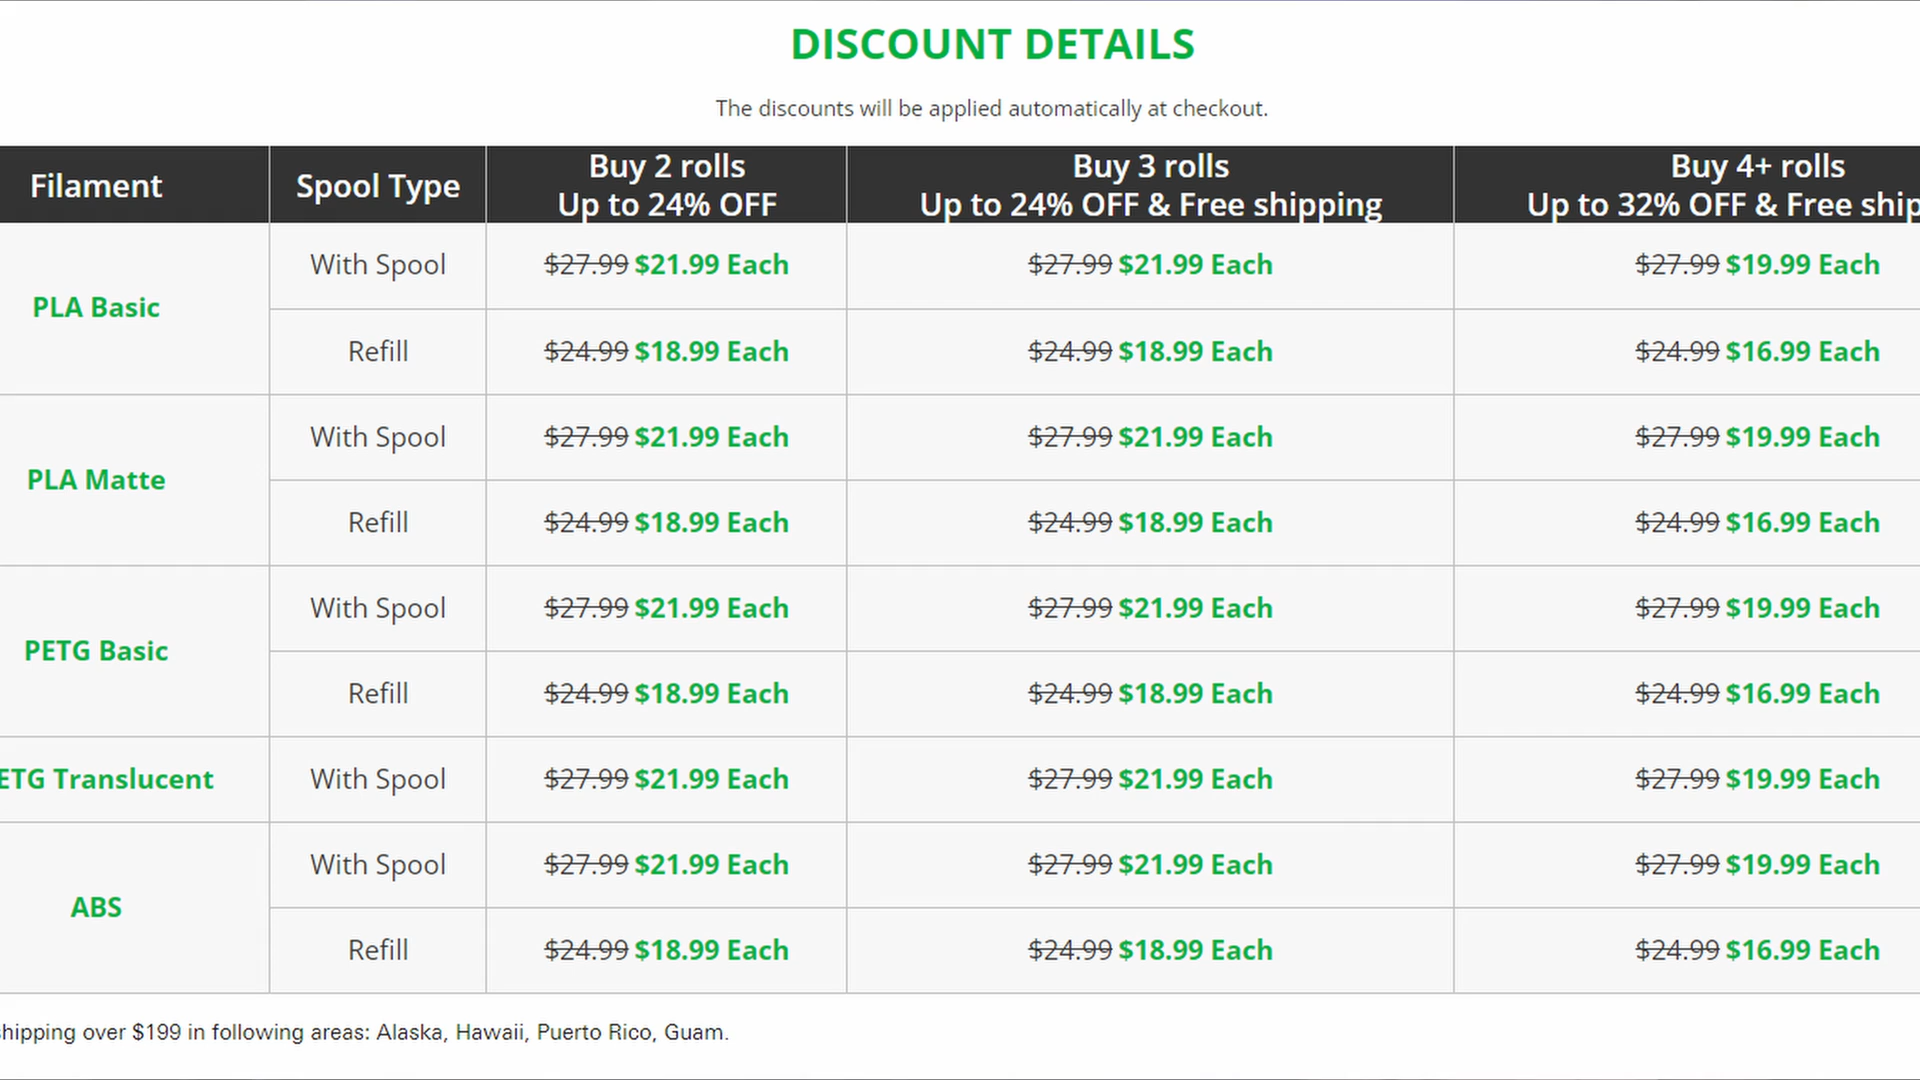 DISCOUNT DETAILS
The discounts will be applied automatically at checkout.
Filament Spool Type Buy 2 rolls Buy 3 rolls Buy 4+ rolls
Up to 24% OFF Up to 24% OFF & Free shipping Up to 32% OFF & Free ship
PLA Basic
With Spool $27.99 $21.99 Each $27.99 $21.99 Each $27.99 $19.99 Each
Refill $24.99 $18.99 Each $24.99 $18.99 Each $24.99 $16.99 Each
PLA Matte
With Spool $27.99 $21.99 Each $27.99 $21.99 Each $27.99 $19.99 Each
Refill $24.99 $18.99 Each $24.99 $18.99 Each $24.99 $16.99 Each
PETG Basic
With Spool $27.99 $21.99 Each $27.99 $21.99 Each $27.99 $19.99 Each
Refill $24.99 $18.99 Each $24.99 $18.99 Each $24.99 $16.99 Each
ETG Translucent With Spool $27.99 $21.99 Each $27.99 $21.99 Each $27.99 $19.99 Each
ABS
With Spool $27.99 $21.99 Each $27.99 $21.99 Each $27.99 $19.99 Each
Refill $24.99 $18.99 Each $24.99 $18.99 Each $24.99 $16.99 Each
hipping over $199 in following areas: Alaska, Hawaii, Puerto Rico, Guam.